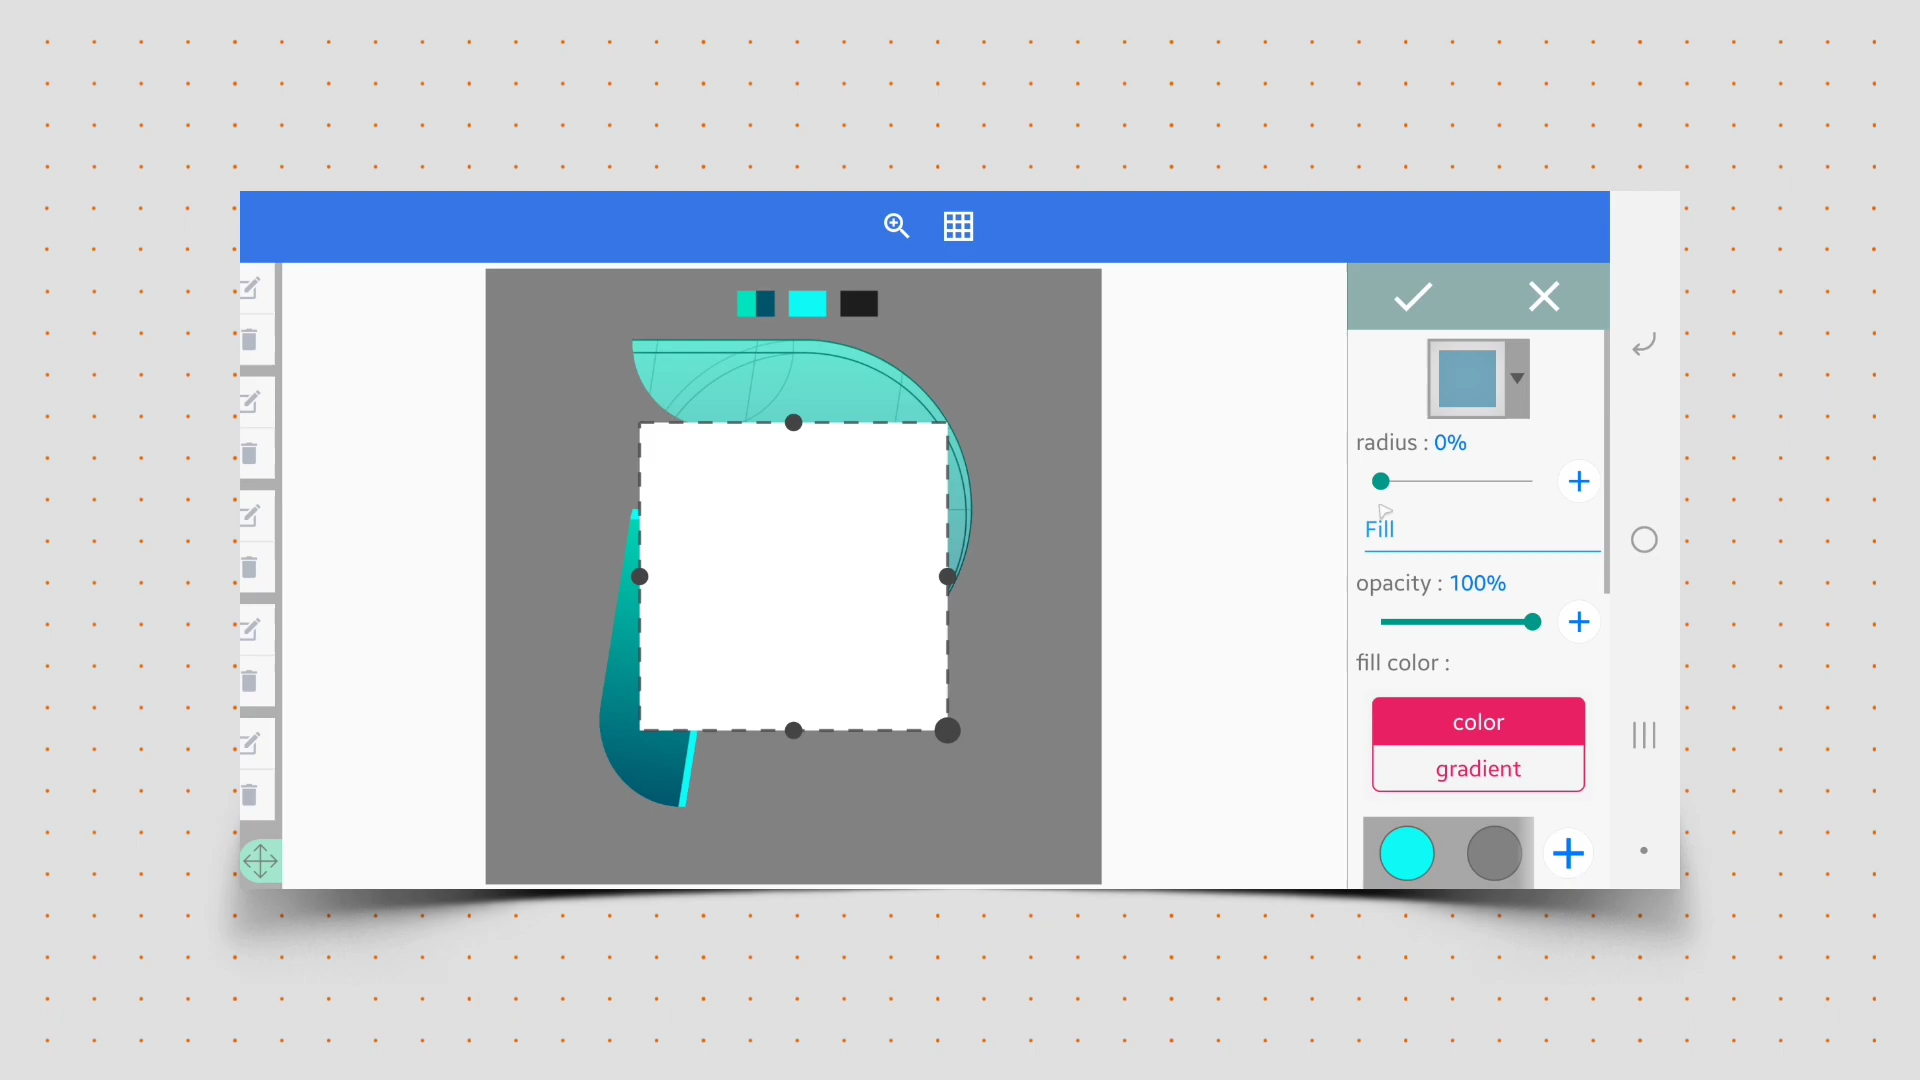 radius : 0%
Fill
opacity : 100%
fill color :
color
gradient